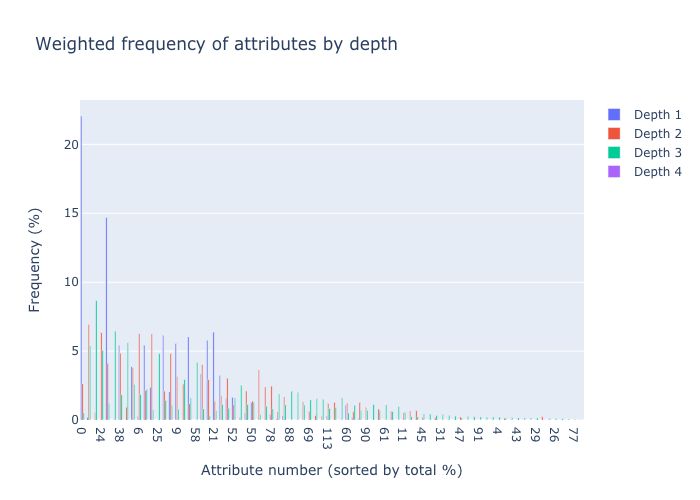 Weighted frequency of attributes by depth
Depth 1
Depth 2
Depth 3
Depth 4
20
15
10
5
0
Frequency (%)
0 24 38 6 25 9 58 21 52 50 78 88 69 113 60 90 11 45 31 47 91 4 43 29 26 77
Attribute number (sorted by total %)